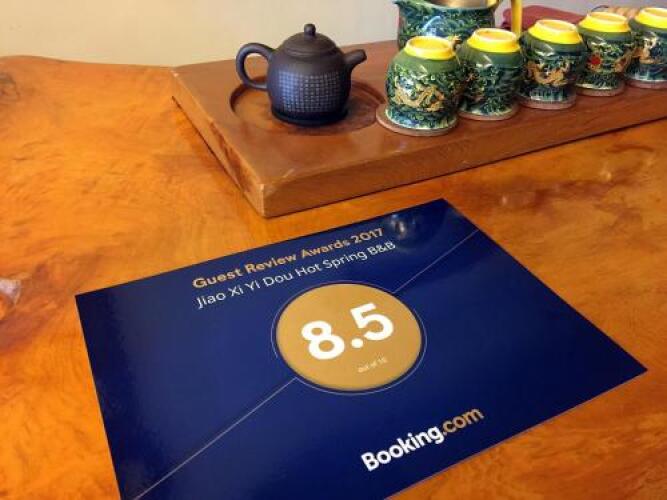 Guest Review Awards 2017
Jiao Xi Yi Dou Hot Spring B&B
8.5
out of 10
Booking.com